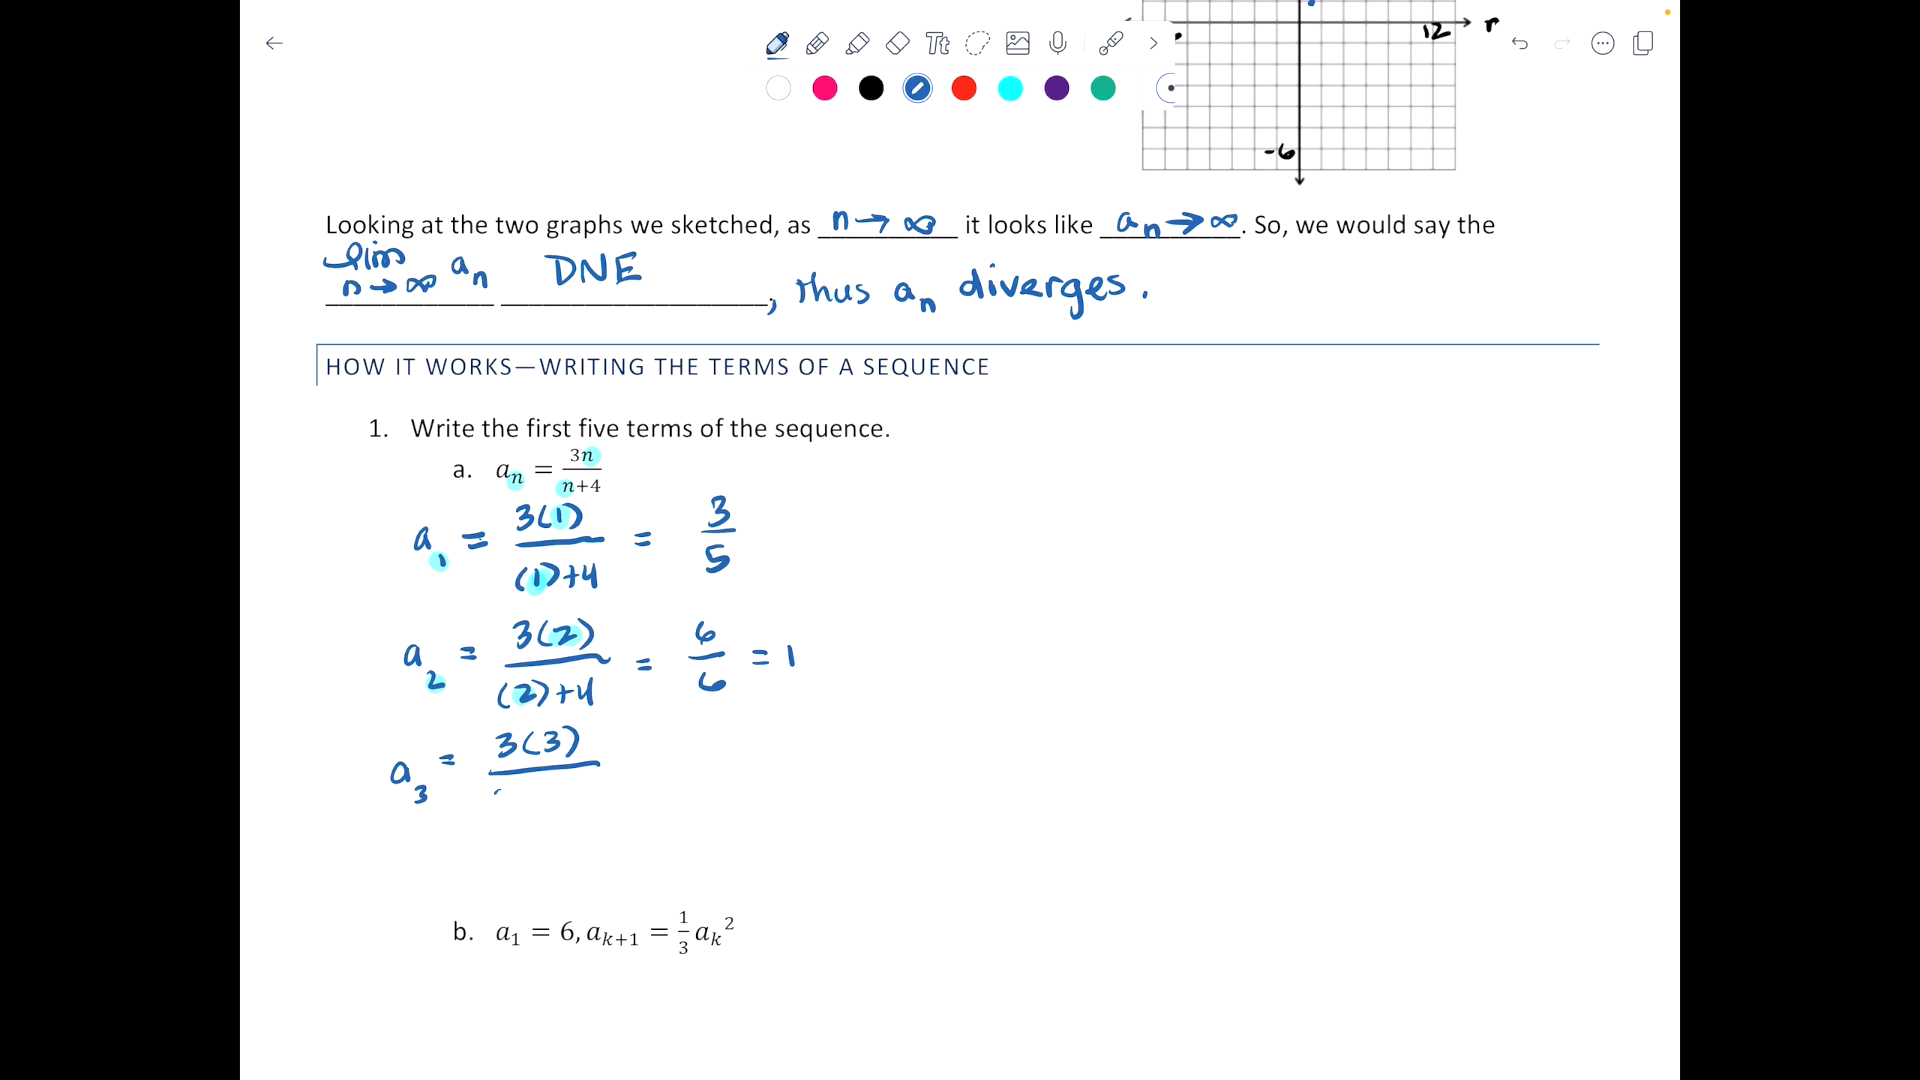 Tt
12 r
-6
Looking at the two graphs we sketched, as n → ∞ it looks like aₙ → ∞. So, we would say the
lim n→∞ aₙ DNE, thus aₙ diverges.
HOW IT WORKS—WRITING THE TERMS OF A SEQUENCE
1. Write the first five terms of the sequence.
a. aₙ = 3n/(n+4)
a₁ = 3(1)/((1)+4) = 3/5
a₂ = 3(2)/((2)+4) = 6/6 = 1
a₃ = 3(3)
b. a₁ = 6, aₖ₊₁ = 1/3 aₖ²